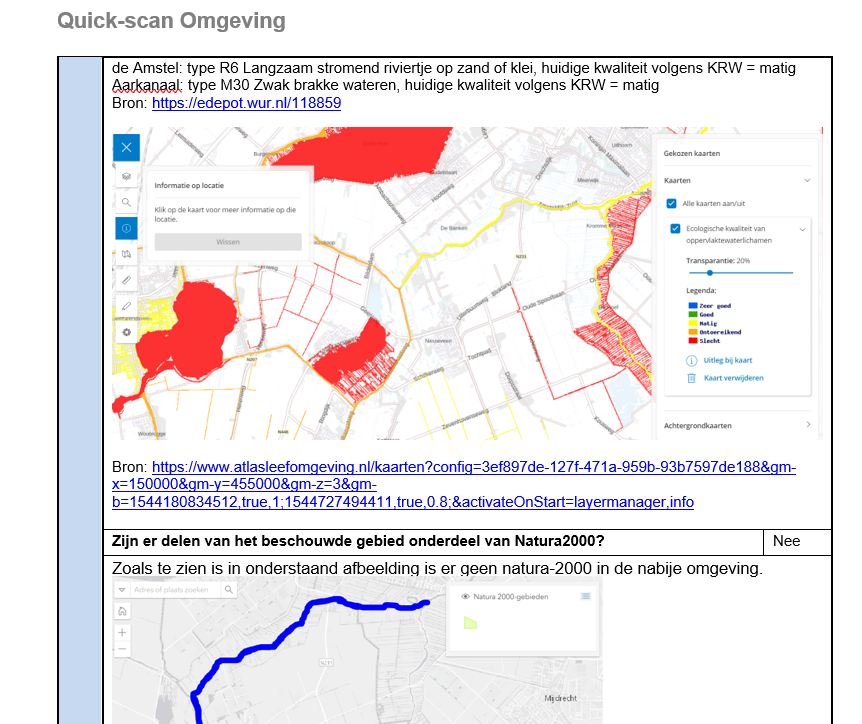 Quick-scan Omgeving
de Amstel: type R6 Langzaam stromend riviertje op zand of klei, huidige kwaliteit volgens KRW = matig
Aarkanaal: type M30 Zwak brakke wateren, huidige kwaliteit volgens KRW = matig
Bron: https://edepot.wur.nl/118859
Informatie op locatie
Klik op de kaart voor meer informatie op die
locatie.
Wissen
Uithoorn
De Banken
N231
Nieuwveen
N207
N446
Woubrugge
Gekozen kaarten
Kaarten
Alle kaarten aan/uit
Ecologische kwaliteit van
oppervlaktewaterlichamen
Transparantie: 20%
Legenda:
Zeer goed
Goed
Matig
Ontoereikend
Slecht
Uitleg bij kaart
Kaart verwijderen
Achtergrondkaarten
Bron: https://www.atlasleefomgeving.nl/kaarten?config=3ef897de-127f-471a-959b-93b7597de188&gm-
x=150000&gm-y=455000&gm-z=3&gm-
b=1544180834512,true,1;1544727494411,true,0.8;&activateOnStart=layermanager,info
Zijn er delen van het beschouwde gebied onderdeel van Natura2000? Nee
Zoals te zien is in onderstaand afbeelding is er geen natura-2000 in de nabije omgeving.
Adres of plaats zoeken
Natura 2000-gebieden
N231
Mijdrecht